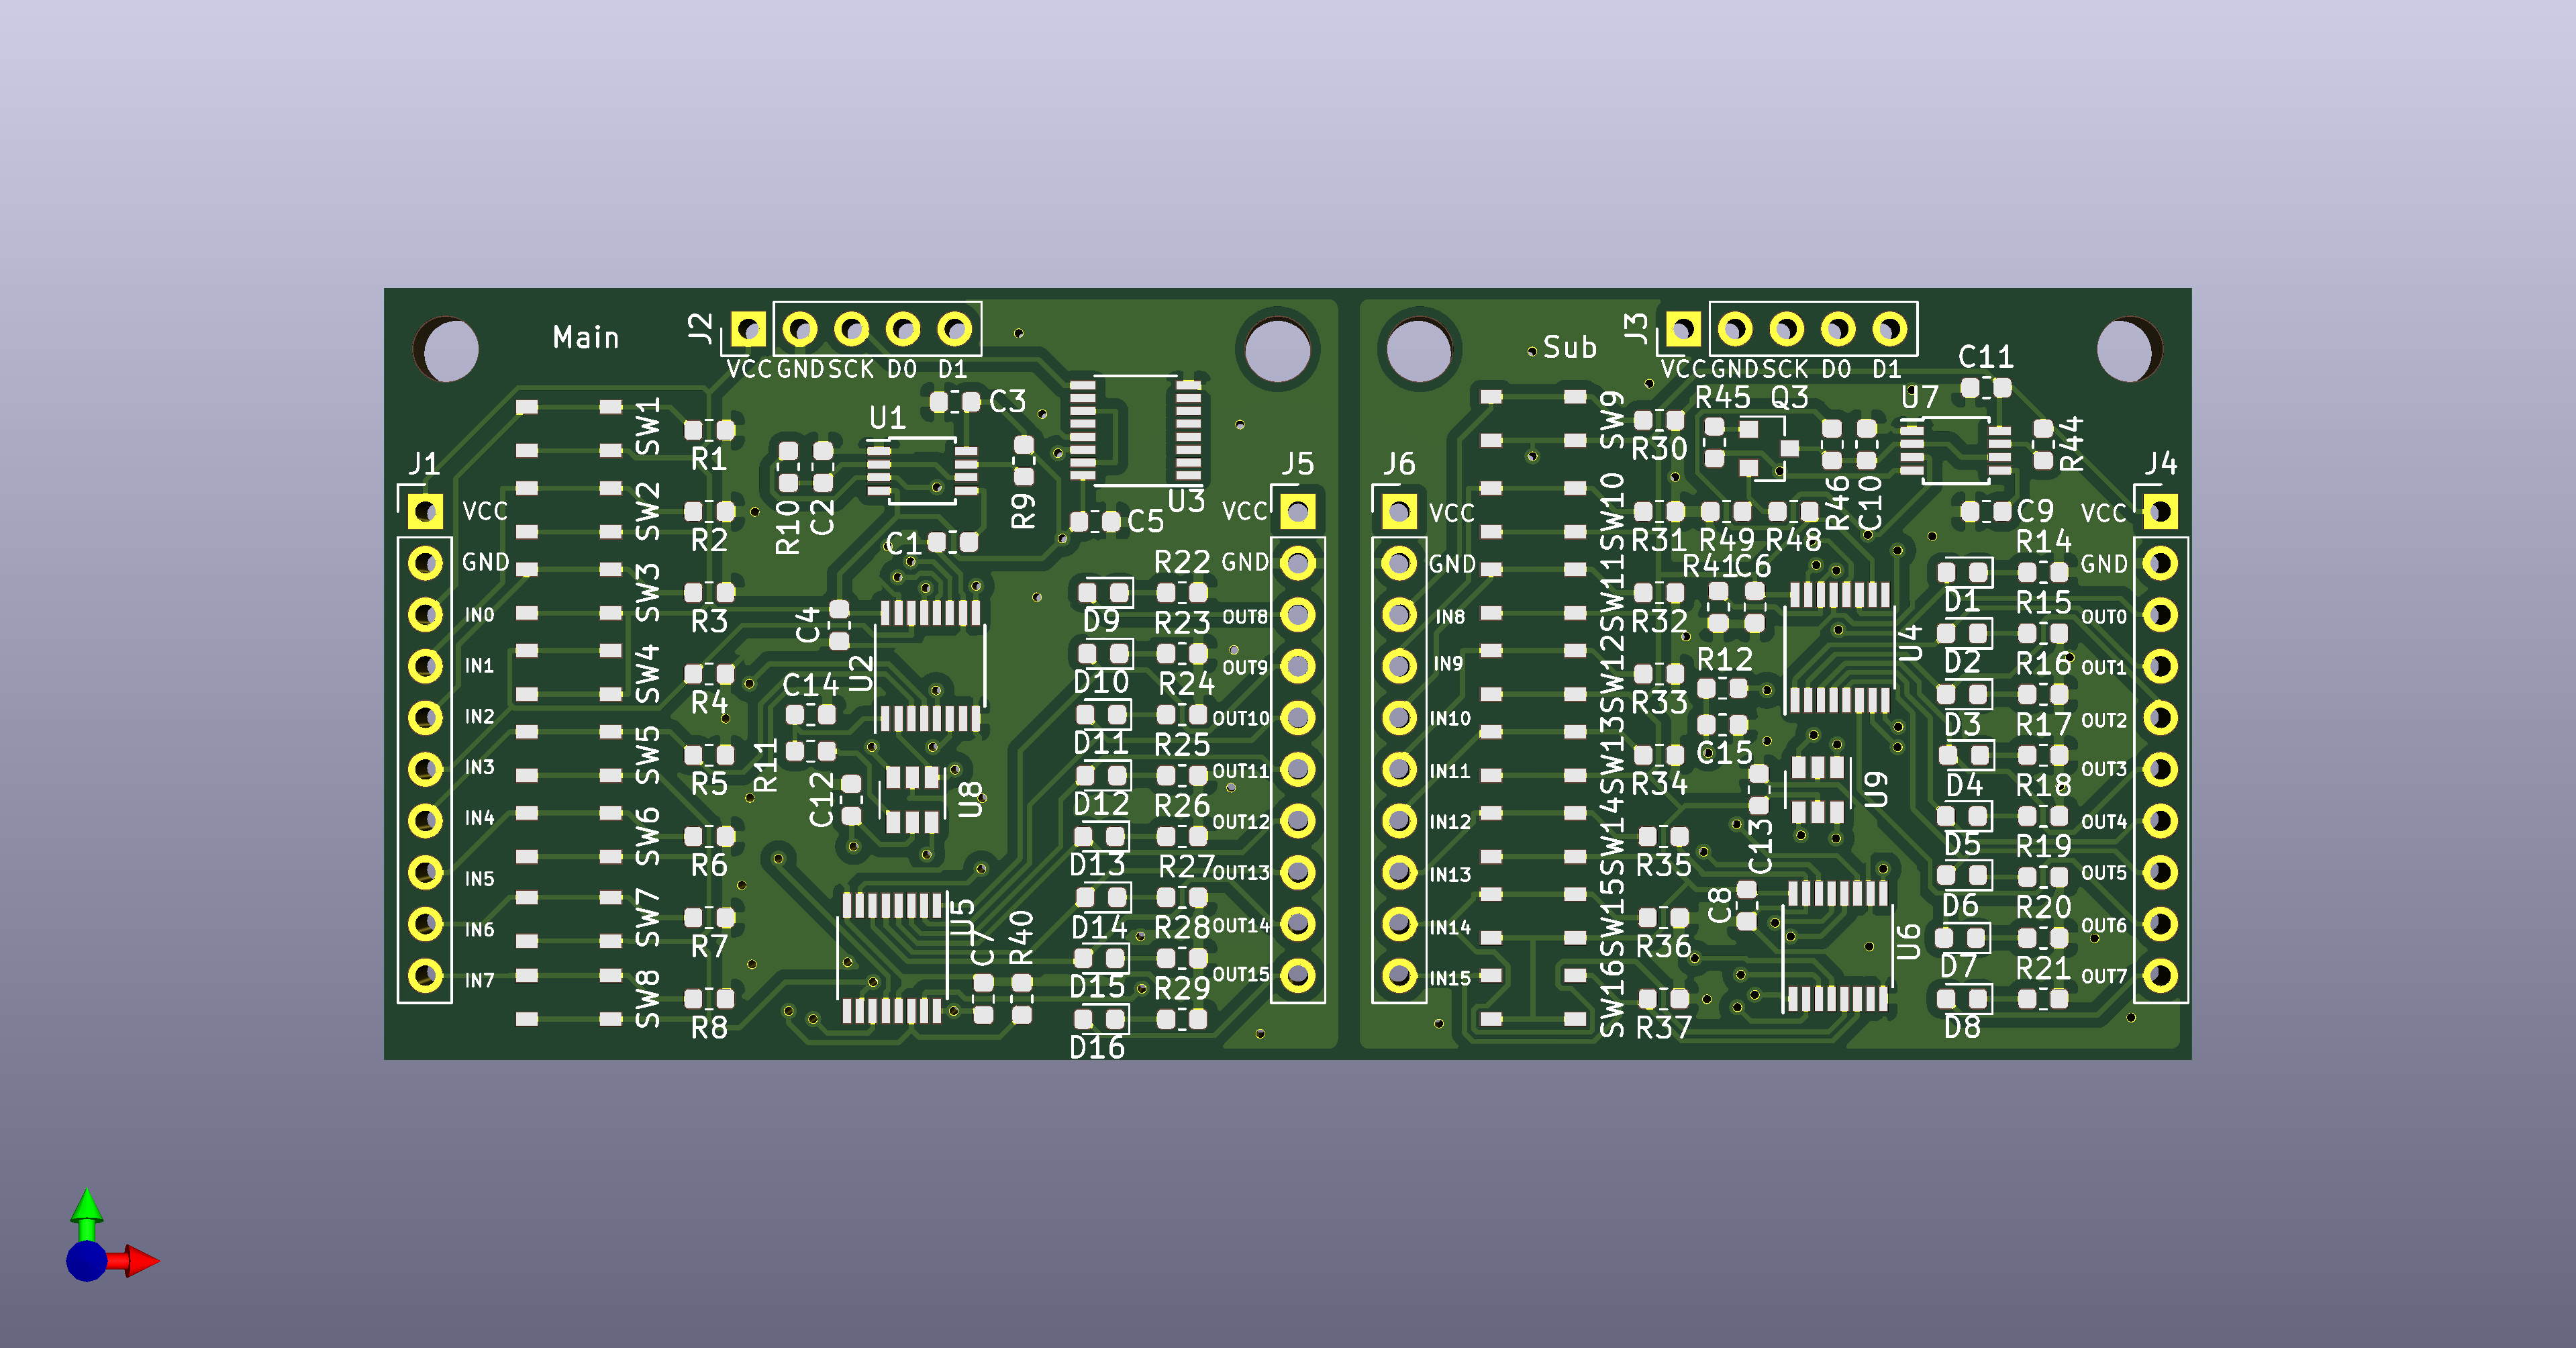 Main
J2
VCC GND SCK D0 D1
C3
U1
SW1
R1
J1
VCC
GND
IN0
IN1
IN2
IN3
IN4
IN5
IN6
IN7
SW2
R2
SW3
R3
SW4
R4
SW5
R5
SW6
R6
SW7
R7
SW8
R8
R10
C2
R9
U3
C5
C1
C4
U2
C14
R11
C12
U8
U5
C7
R40
R22
D9
R23
D10
R24
D11
R25
D12
R26
D13
R27
D14
R28
D15
R29
D16
J5
VCC
GND
OUT8
OUT9
OUT10
OUT11
OUT12
OUT13
OUT14
OUT15
Sub
J3
VCC GND SCK D0 D1
C11
R45
Q3
U7
R44
J6
VCC
GND
IN8
IN9
IN10
IN11
IN12
IN13
IN14
IN15
SW9
R30
SW10
R31
R49
R48
R46
C10
C9
SW11
R32
R41
C6
SW12
R33
R12
SW13
R34
C15
SW14
R35
C13
U9
SW15
R36
C8
SW16
R37
U4
U6
R14
D1
R15
D2
R16
D3
R17
D4
R18
D5
R19
D6
R20
D7
R21
D8
J4
VCC
GND
OUT0
OUT1
OUT2
OUT3
OUT4
OUT5
OUT6
OUT7